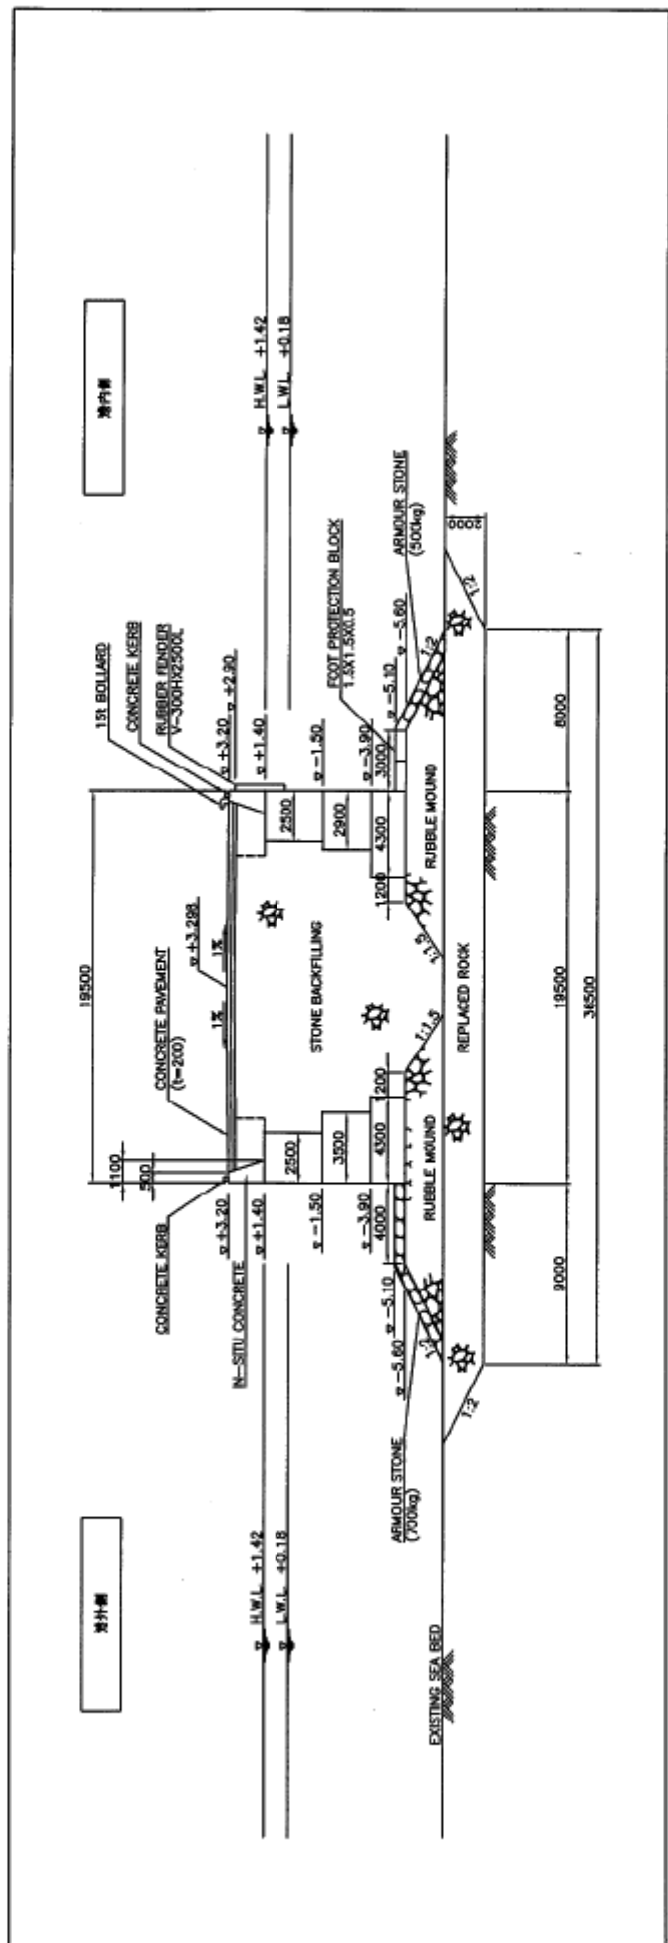 港外側
港内側
19500
1100
500
CONCRETE KERB
CONCRETE PAVEMENT
(t=200)
▽+3.298
1%
1%
15t BOLLARD
CONCRETE KERB
RUBBER FENDER
V-300HX2500L
▽+3.20
▽+1.40
IN-SITU CONCRETE
▽+3.20
▽+2.90
▽+1.40
H.W.L. +1.42
L.W.L. +0.18
H.W.L. +1.42
L.W.L. +0.18
2500
▽-1.50
3500
▽-3.90
4000
4300
1200
STONE BACKFILLING
2500
▽-1.50
2900
▽-3.90
1200
4300
3000
FOOT PROTECTION BLOCK
1.5X1.5X0.5
▽-5.10
▽-5.60
▽-5.10
▽-5.60
ARMOUR STONE
(700kg)
ARMOUR STONE
(500kg)
1:2
RUBBLE MOUND
1:1.5
1:1.5
RUBBLE MOUND
1:2
EXISTING SEA BED
1:2
REPLACED ROCK
1:2
2000
9000
19500
8000
36500